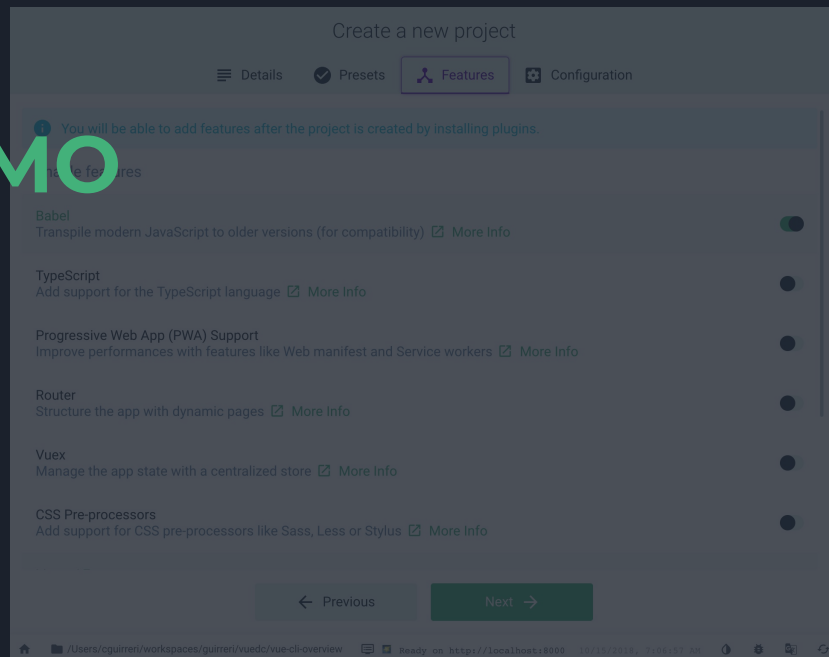 Create a new project
Details
Presets
Features
Configuration
You will be able to add features after the project is created by installing plugins.
MO
features
Babel
Transpile modern JavaScript to older versions (for compatibility) More Info
TypeScript
Add support for the TypeScript language More Info
Progressive Web App (PWA) Support
Improve performances with features like Web manifest and Service workers More Info
Router
Structure the app with dynamic pages More Info
Vuex
Manage the app state with a centralized store More Info
CSS Pre-processors
Add support for CSS pre-processors like Sass, Less or Stylus More Info
Previous
Next
/Users/cguirreri/workspaces/guirreri/vuedc/vue-cli-overview
Ready on http://localhost:8000